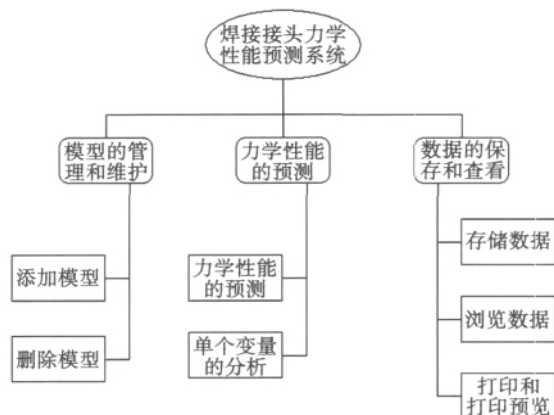 焊接接头力学
性能预测系统
模型的管
理和维护
力学性能
的预测
数据的保
存和查看
添加模型
删除模型
力学性能
的预测
单个变量
的分析
存储数据
浏览数据
打印和
打印预览